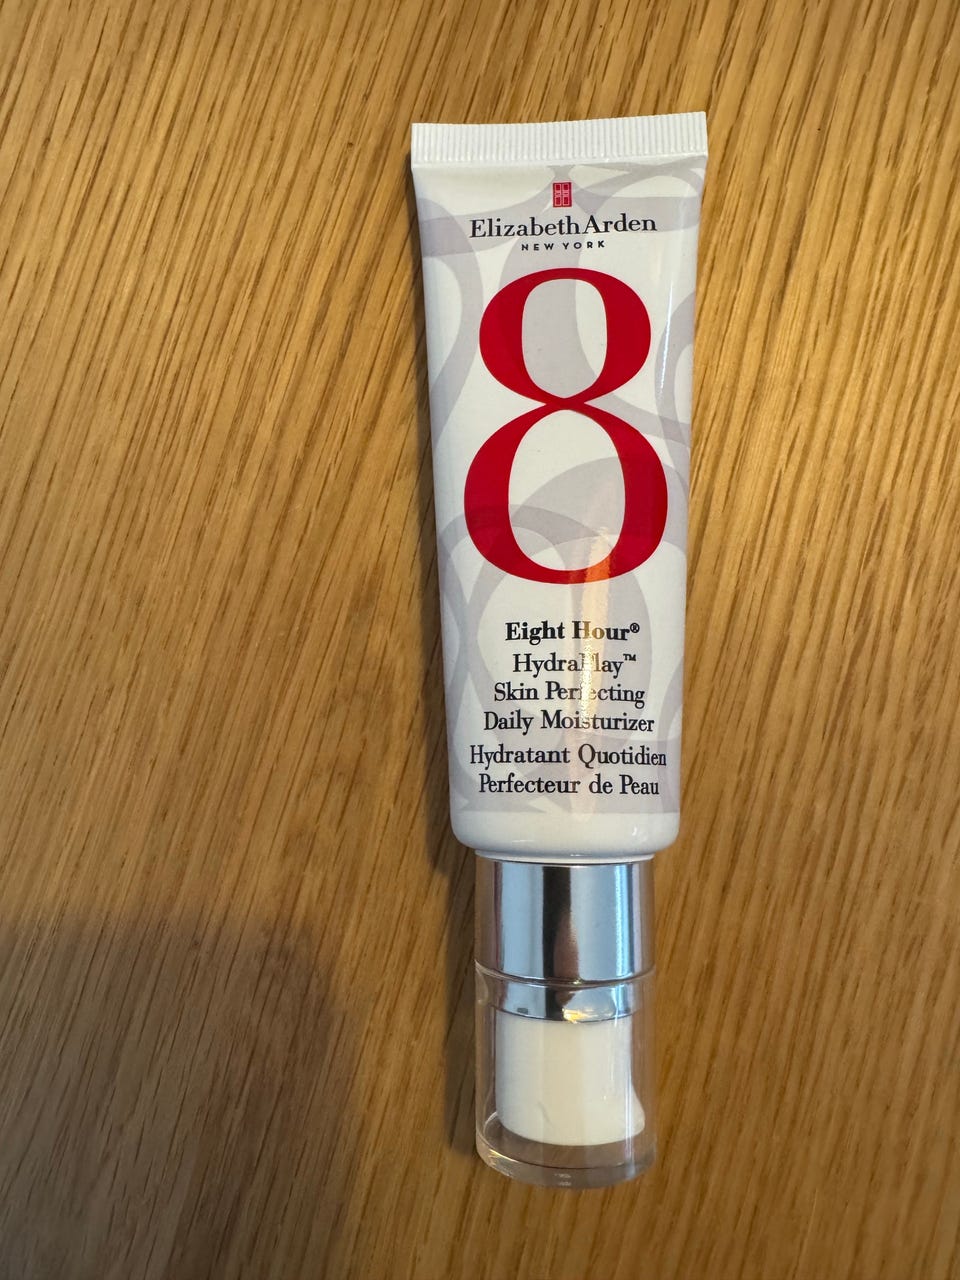 Elizabeth Arden
NEW YORK
8
Eight Hour®
HydraPlay™
Skin Perfecting
Daily Moisturizer
Hydratant Quotidien
Perfecteur de Peau